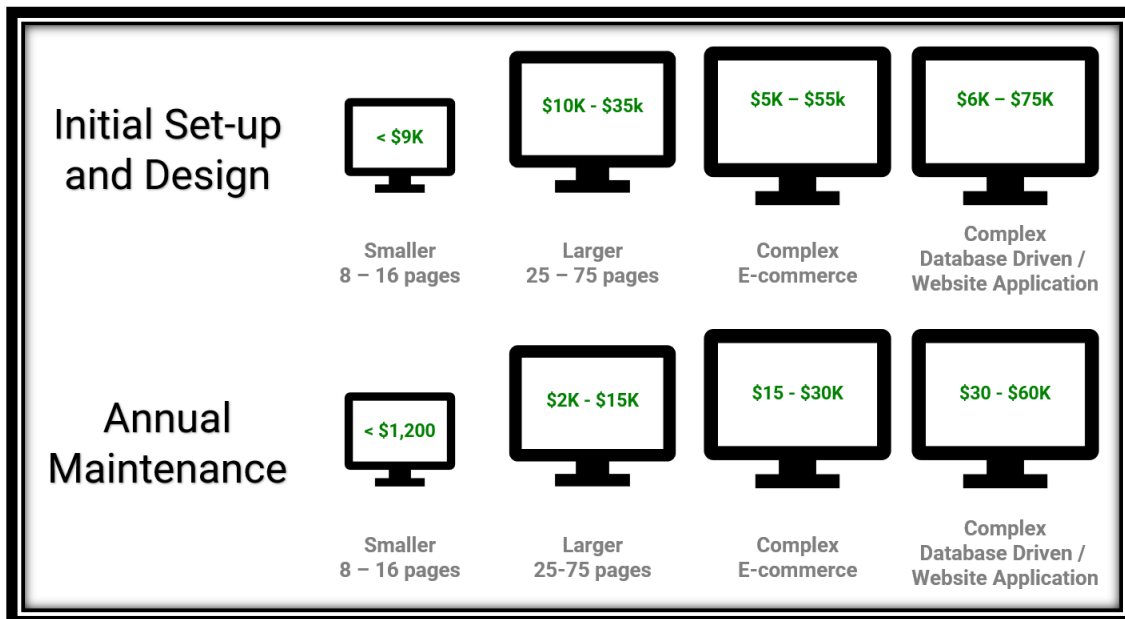 Initial Set-up
and Design
< $9K
$10K - $35k
$5K – $55k
$6K – $75K
Smaller
8 – 16 pages
Larger
25 – 75 pages
Complex
E-commerce
Complex
Database Driven /
Website Application
Annual
Maintenance
< $1,200
$2K - $15K
$15 - $30K
$30 - $60K
Smaller
8 – 16 pages
Larger
25-75 pages
Complex
E-commerce
Complex
Database Driven /
Website Application